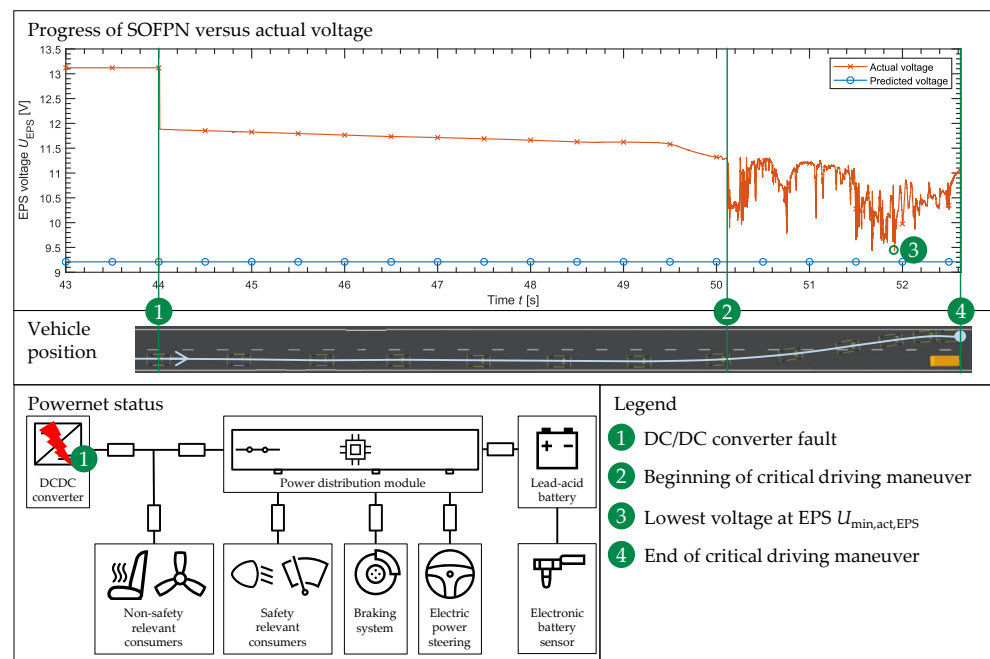 Progress of SOFPN versus actual voltage
EPS voltage U_EPS [V]
13.5
13
12.5
12
11.5
11
10.5
10
9.5
9
Actual voltage
Predicted voltage
3
43 44 45 46 47 48 49 50 51 52
Time t [s]
1 2 4
Vehicle
position
Powernet status
1
DCDC
converter
Power distribution module
Lead-acid
battery
Non-safety
relevant
consumers
Safety
relevant
consumers
Braking
system
Electric
power
steering
Electronic
battery
sensor
Legend
1 DC/DC converter fault
2 Beginning of critical driving maneuver
3 Lowest voltage at EPS U_min,act,EPS
4 End of critical driving maneuver